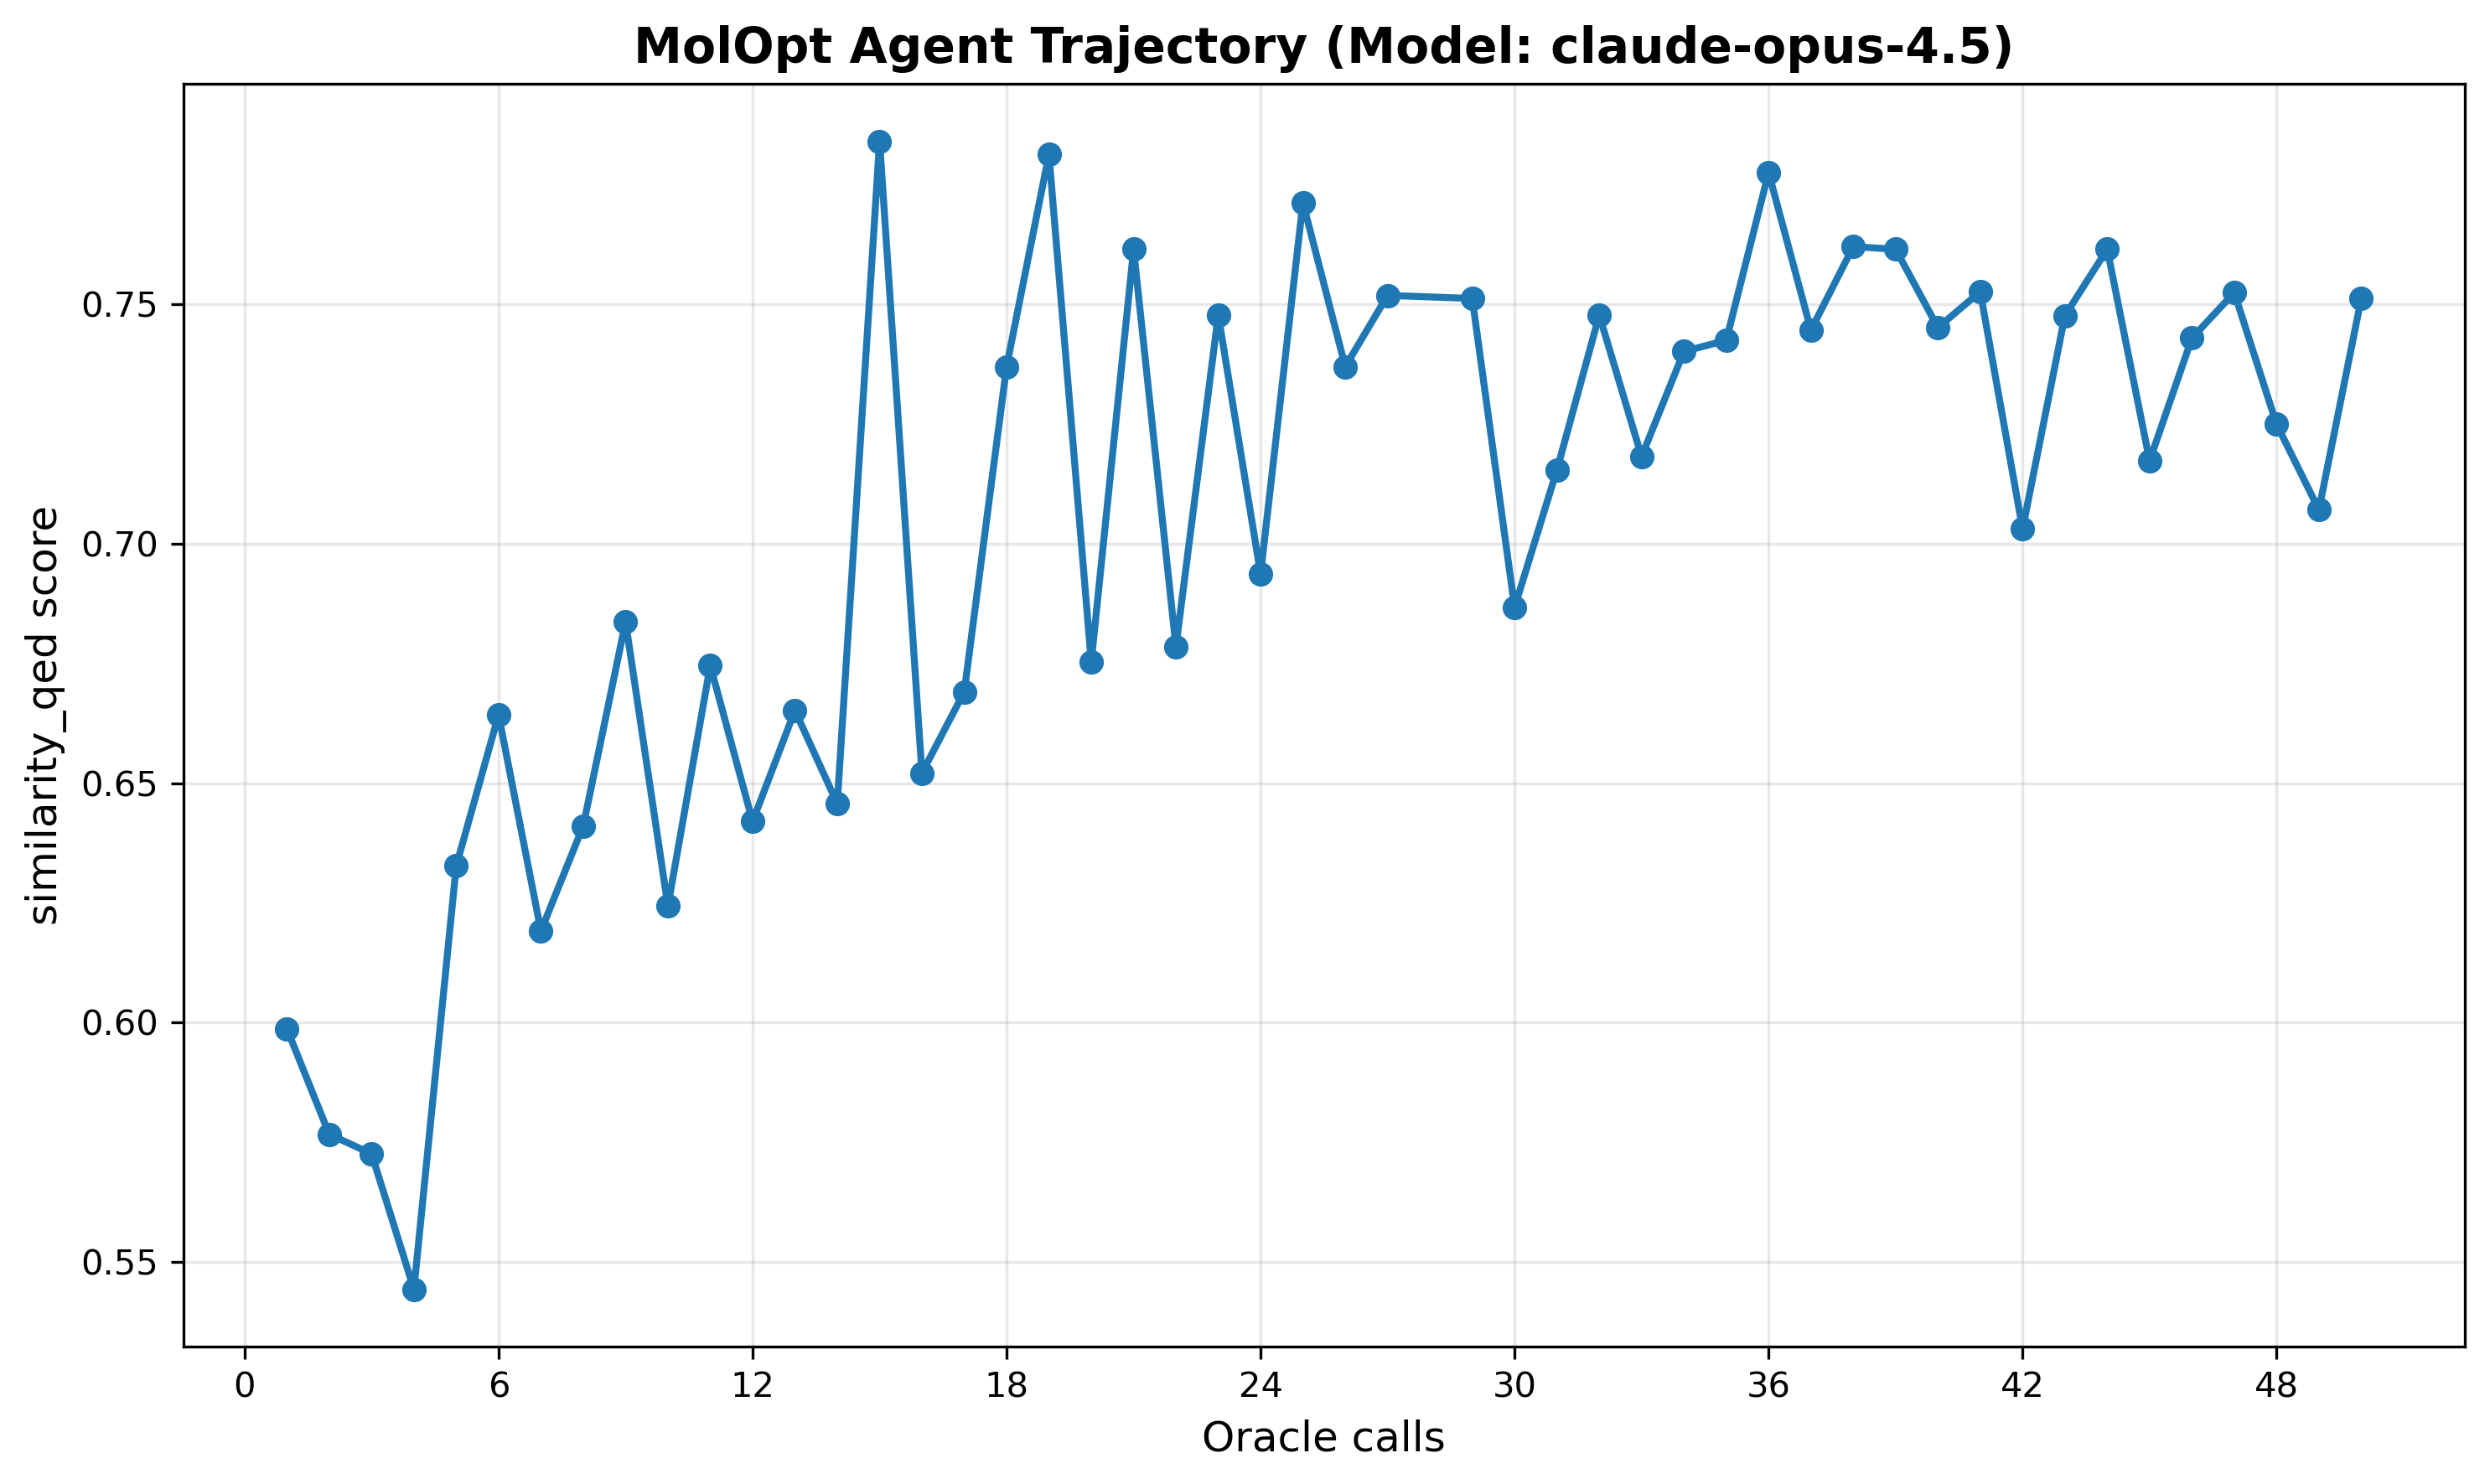 MolOpt Agent Trajectory (Model: claude-opus-4.5)
similarity_qed score
0.75
0.70
0.65
0.60
0.55
0 6 12 18 24 30 36 42 48
Oracle calls